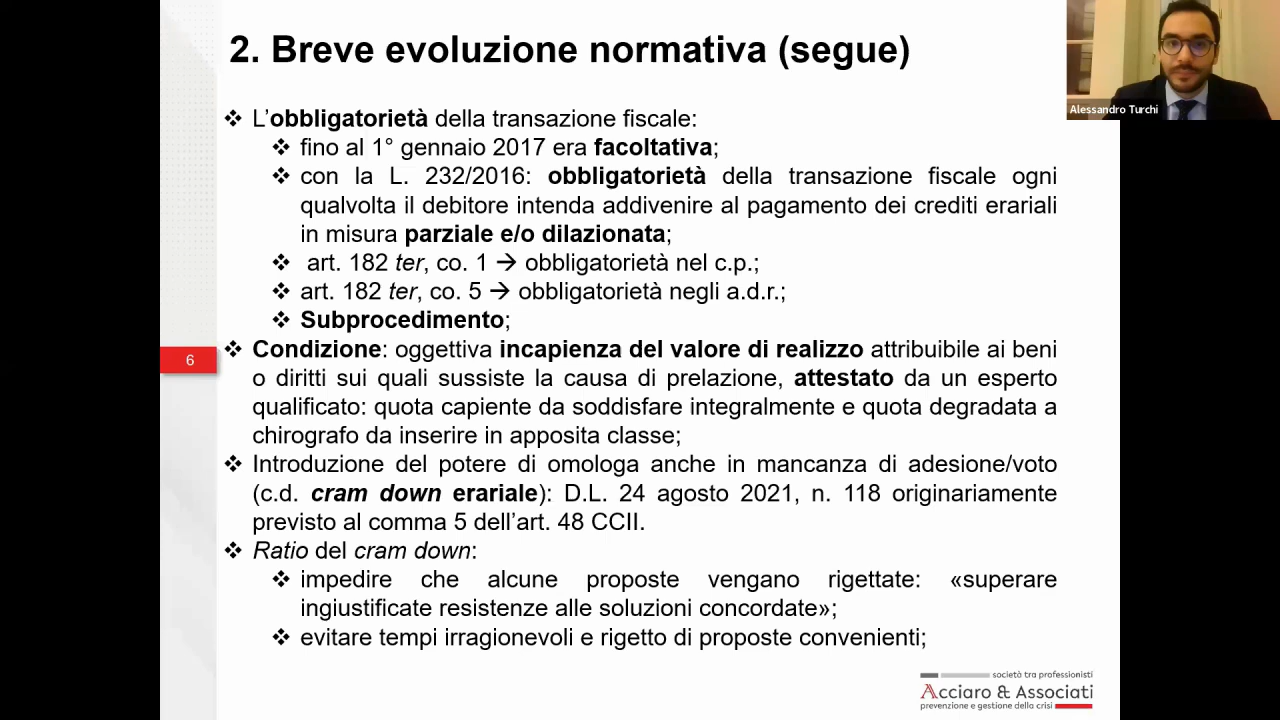 2. Breve evoluzione normativa (segue)
Alessandro Turchi
❖ L'obbligatorietà della transazione fiscale:
❖ fino al 1° gennaio 2017 era facoltativa;
❖ con la L. 232/2016: obbligatorietà della transazione fiscale ogni
qualvolta il debitore intenda addivenire al pagamento dei crediti erariali
in misura parziale e/o dilazionata;
❖ art. 182 ter, co. 1 → obbligatorietà nel c.p.;
❖ art. 182 ter, co. 5 → obbligatorietà negli a.d.r.;
❖ Subprocedimento;
6
❖ Condizione: oggettiva incapienza del valore di realizzo attribuibile ai beni
o diritti sui quali sussiste la causa di prelazione, attestato da un esperto
qualificato: quota capiente da soddisfare integralmente e quota degradata a
chirografo da inserire in apposita classe;
❖ Introduzione del potere di omologa anche in mancanza di adesione/voto
(c.d. cram down erariale): D.L. 24 agosto 2021, n. 118 originariamente
previsto al comma 5 dell'art. 48 CCII.
❖ Ratio del cram down:
❖ impedire che alcune proposte vengano rigettate: «superare
ingiustificate resistenze alle soluzioni concordate»;
❖ evitare tempi irragionevoli e rigetto di proposte convenienti;
società tra professionisti
Acciaro & Associati
prevenzione e gestione della crisi